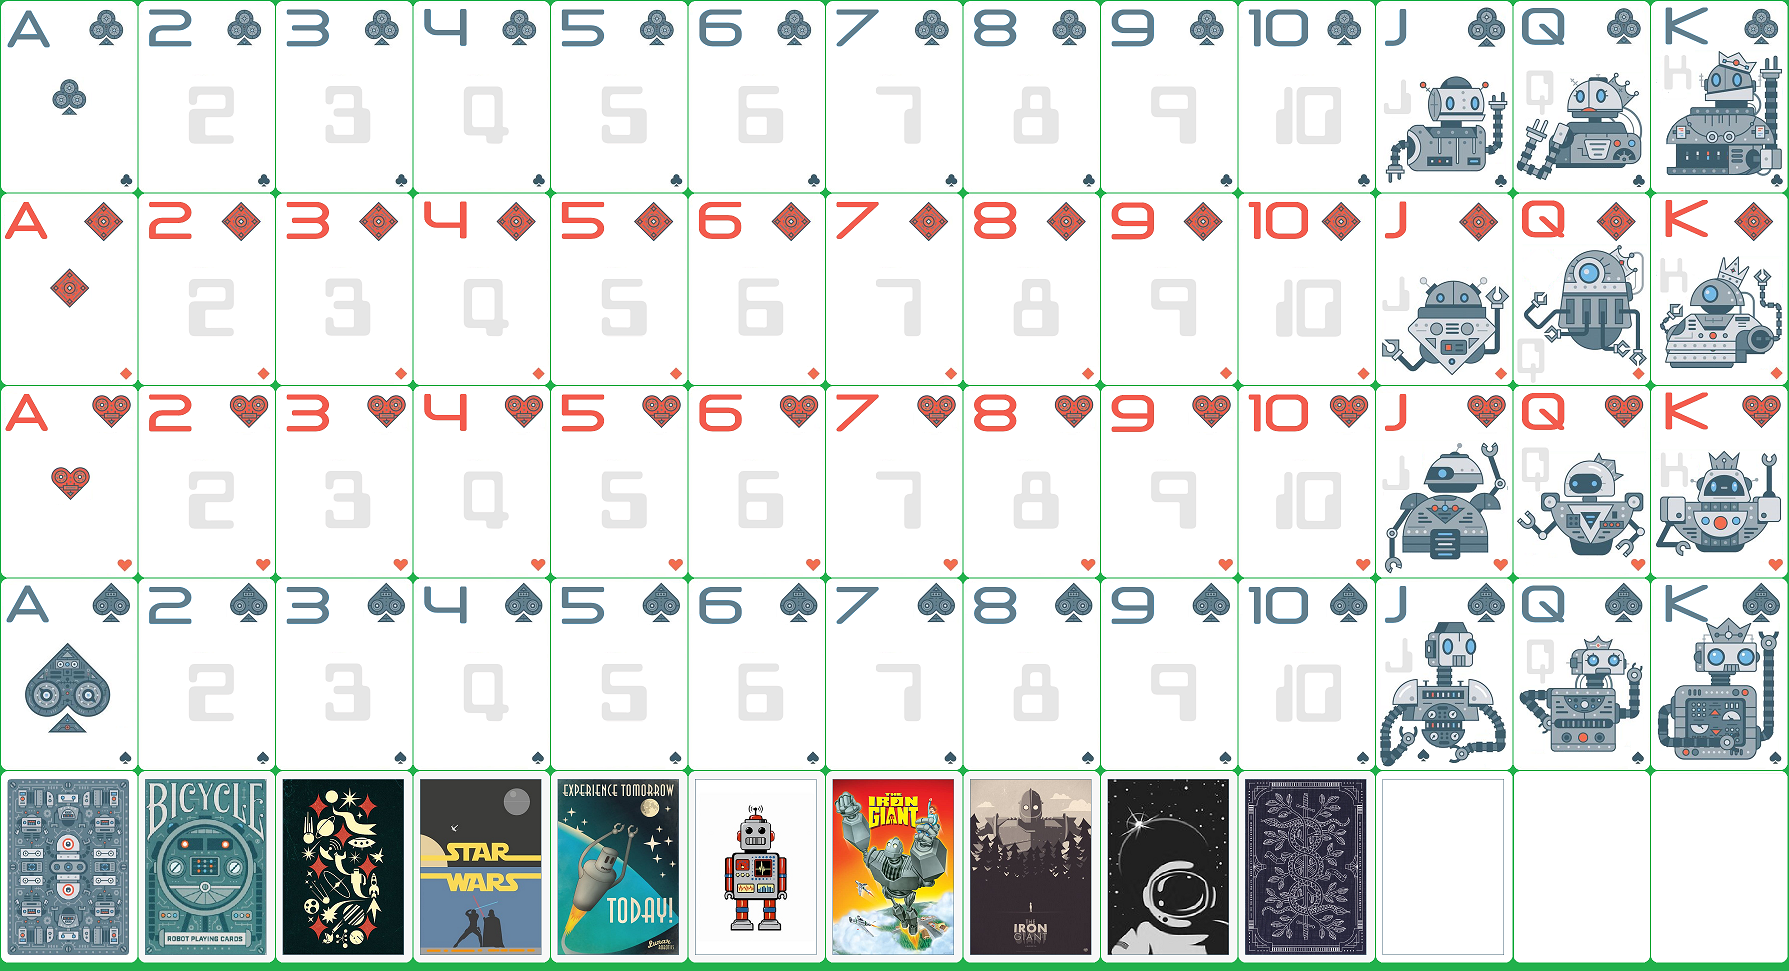 A 2 3 4 5 6 7 8 9 10 J Q K
2 3 Q 5 6 7 8 9 10 J Q K
A 2 3 4 5 6 7 8 9 10 J Q K
2 3 Q 5 6 7 8 9 10 J Q K
A 2 3 4 5 6 7 8 9 10 J Q K
2 3 Q 5 6 7 8 9 10 J Q K
A 2 3 4 5 6 7 8 9 10 J Q K
2 3 Q 5 6 7 8 9 10 J Q
BICYCLE
ROBOT PLAYING CARDS
STAR
WARS
EXPERIENCE TOMORROW
TODAY!
Lunar
ROBOTICS
THE
IRON
GIANT
THE
IRON
GIANT